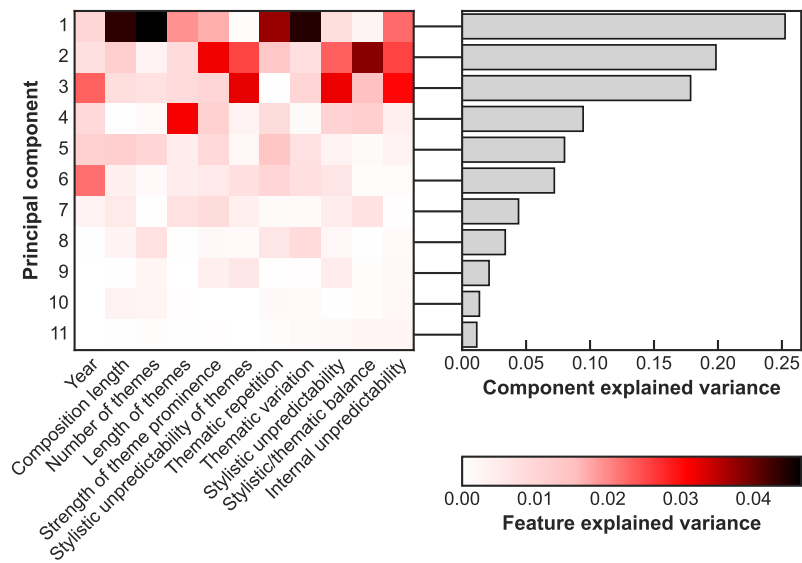 Principal component
1
2
3
4
5
6
7
8
9
10
11
Year
Composition length
Number of themes
Length of themes
Strength of theme prominence
Stylistic unpredictability of themes
Thematic repetition
Thematic variation
Stylistic unpredictability
Stylistic/thematic balance
Internal unpredictability
0.00 0.05 0.10 0.15 0.20 0.25
Component explained variance
0.00 0.01 0.02 0.03 0.04
Feature explained variance